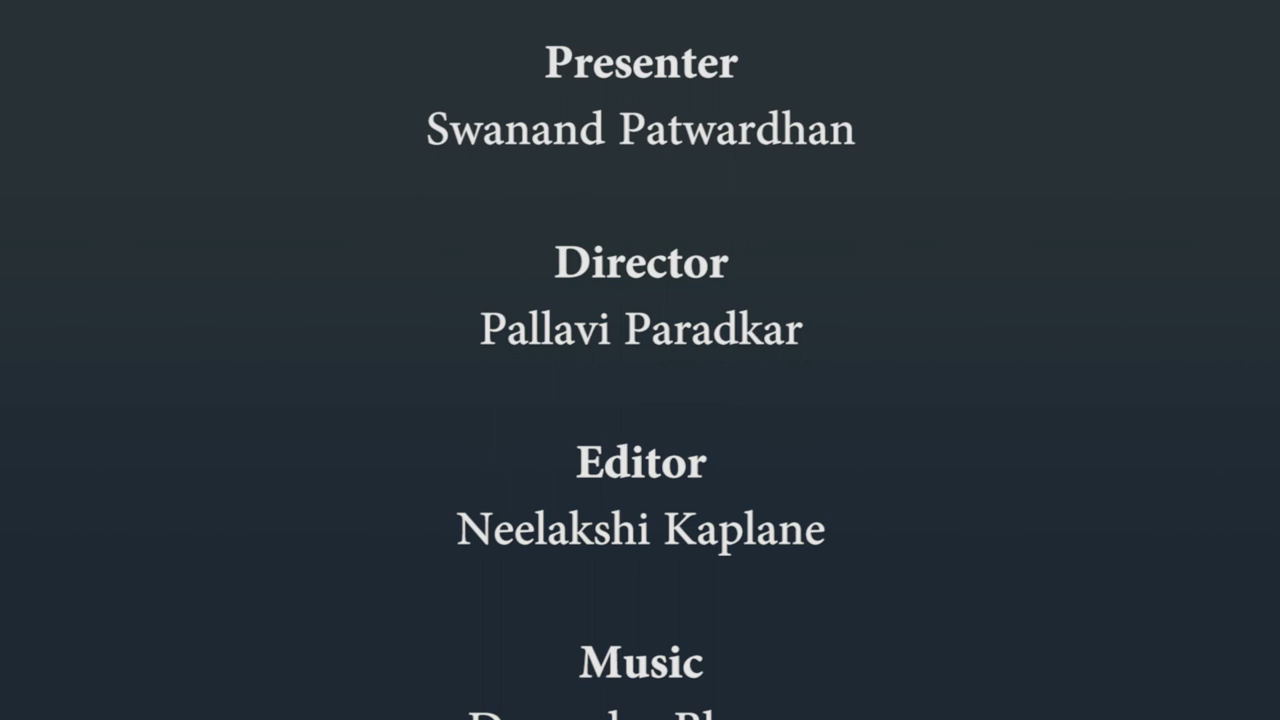 Presenter
Swanand Patwardhan
Director
Pallavi Paradkar
Editor
Neelakshi Kaplane
Music